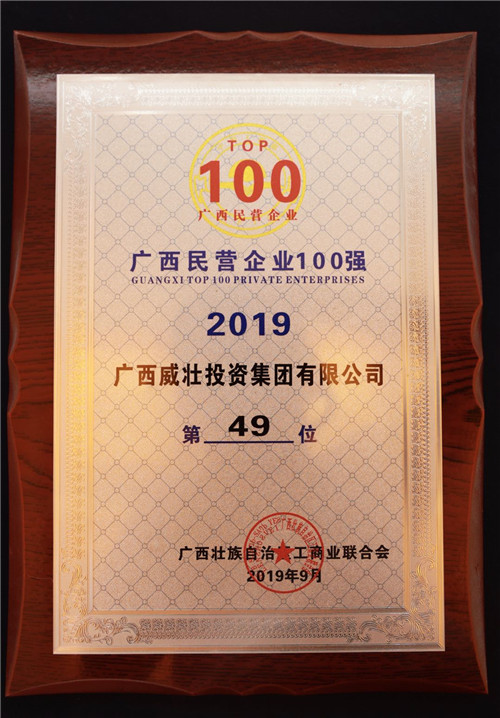 TOP
100
广西民营企业
广西民营企业100强
GUANGXI TOP 100 PRIVATE ENTERPRISES
2019
广西威壮投资集团有限公司
第 49 位
广西壮族自治 工商业联合会
2019年9月